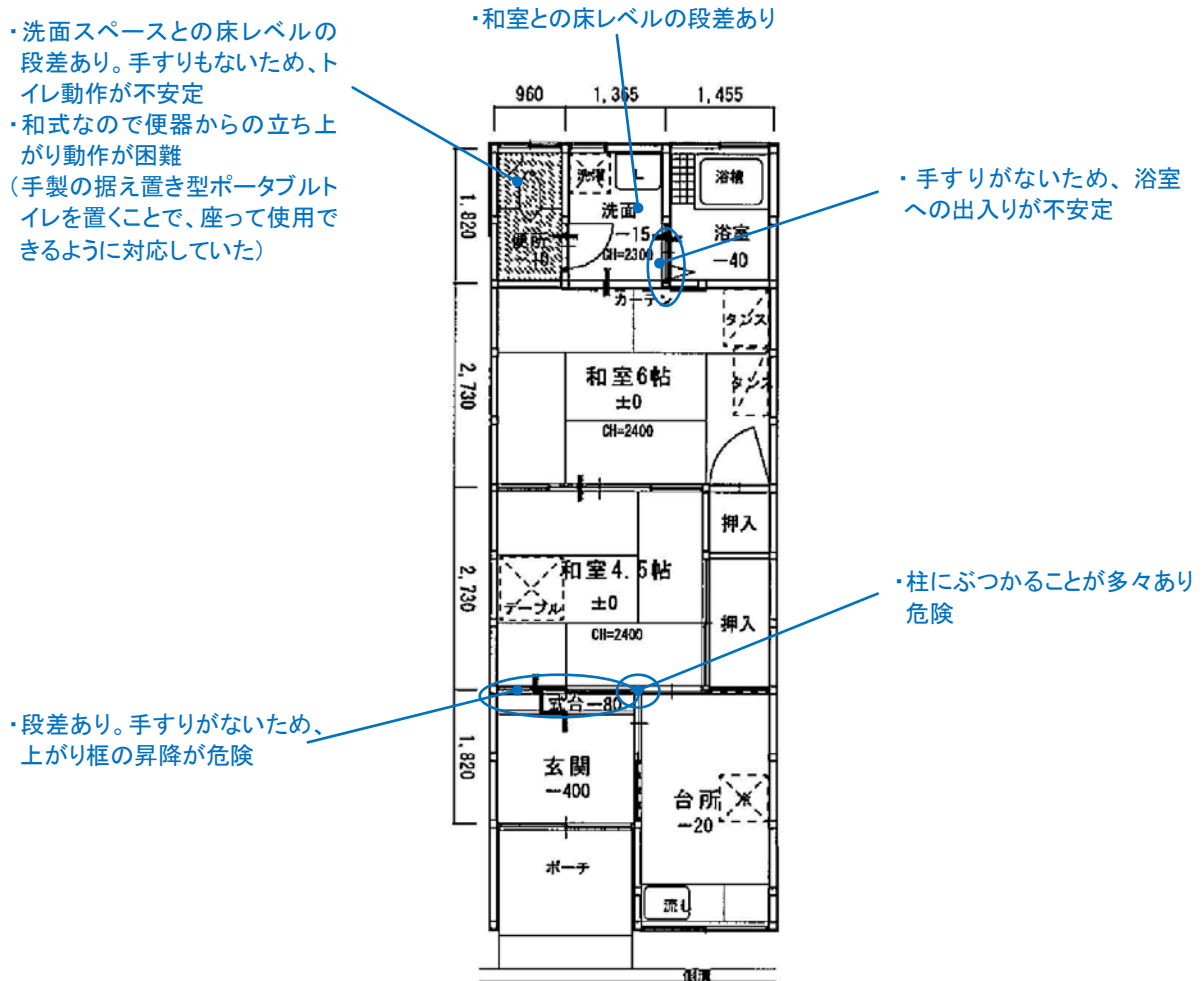 ・洗面スペースとの床レベルの
段差あり。手すりもないため、ト
イレ動作が不安定
・和式なので便器からの立ち上
がり動作が困難
(手製の据え置き型ポータブルト
イレを置くことで、座って使用で
きるように対応していた)
・和室との床レベルの段差あり
960
1,365
1,455
・手すりがないため、浴室
への出入りが不安定
1,820
洗濯
浴槽
洗面
-15
CH=2300
便所
浴室
-40
カーテン
タンス
タンス
2,730
和室6帖
±0
CH=2400
押入
2,730
和室4.5帖
テーブル
±0
CH=2400
押入
・柱にぶつかることが多々あり
危険
・段差あり。手すりがないため、
上がり框の昇降が危険
式台-80
1,820
玄関
-400
台所
-20
冷
ポーチ
流し
側溝